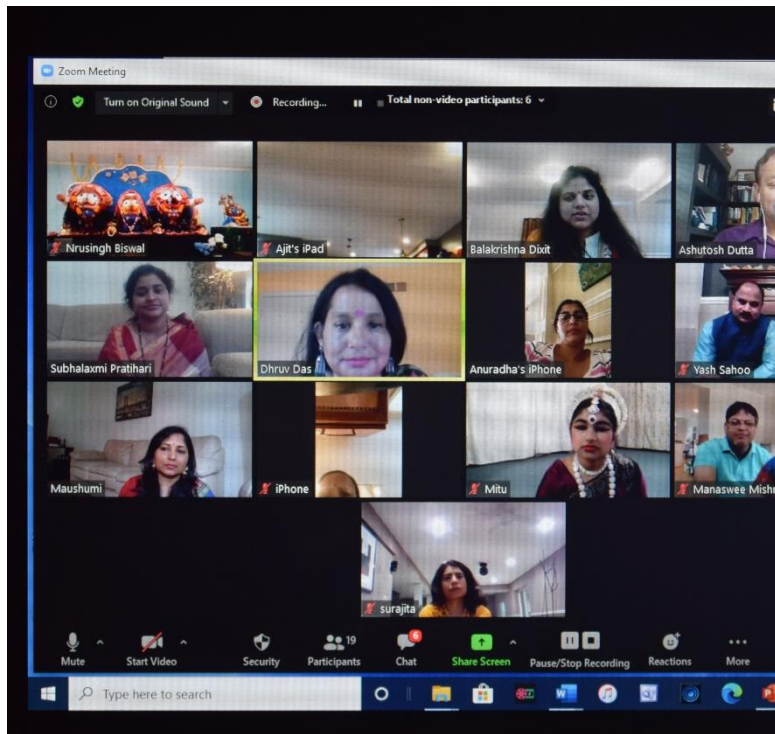 Zoom Meeting
Turn on Original Sound
Recording...
Total non-video participants: 6
Nrusingh Biswal
Ajit's iPad
Balakrishna Dixit
Ashutosh Dutta
Subhalaxmi Pratihari
Dhruv Das
Anuradha's iPhone
Yash Sahoo
Maushumi
iPhone
Mitu
Manaswee Mishr
surajita
19
6
Mute
Start Video
Security
Participants
Chat
Share Screen
Pause/Stop Recording
Reactions
More
Type here to search